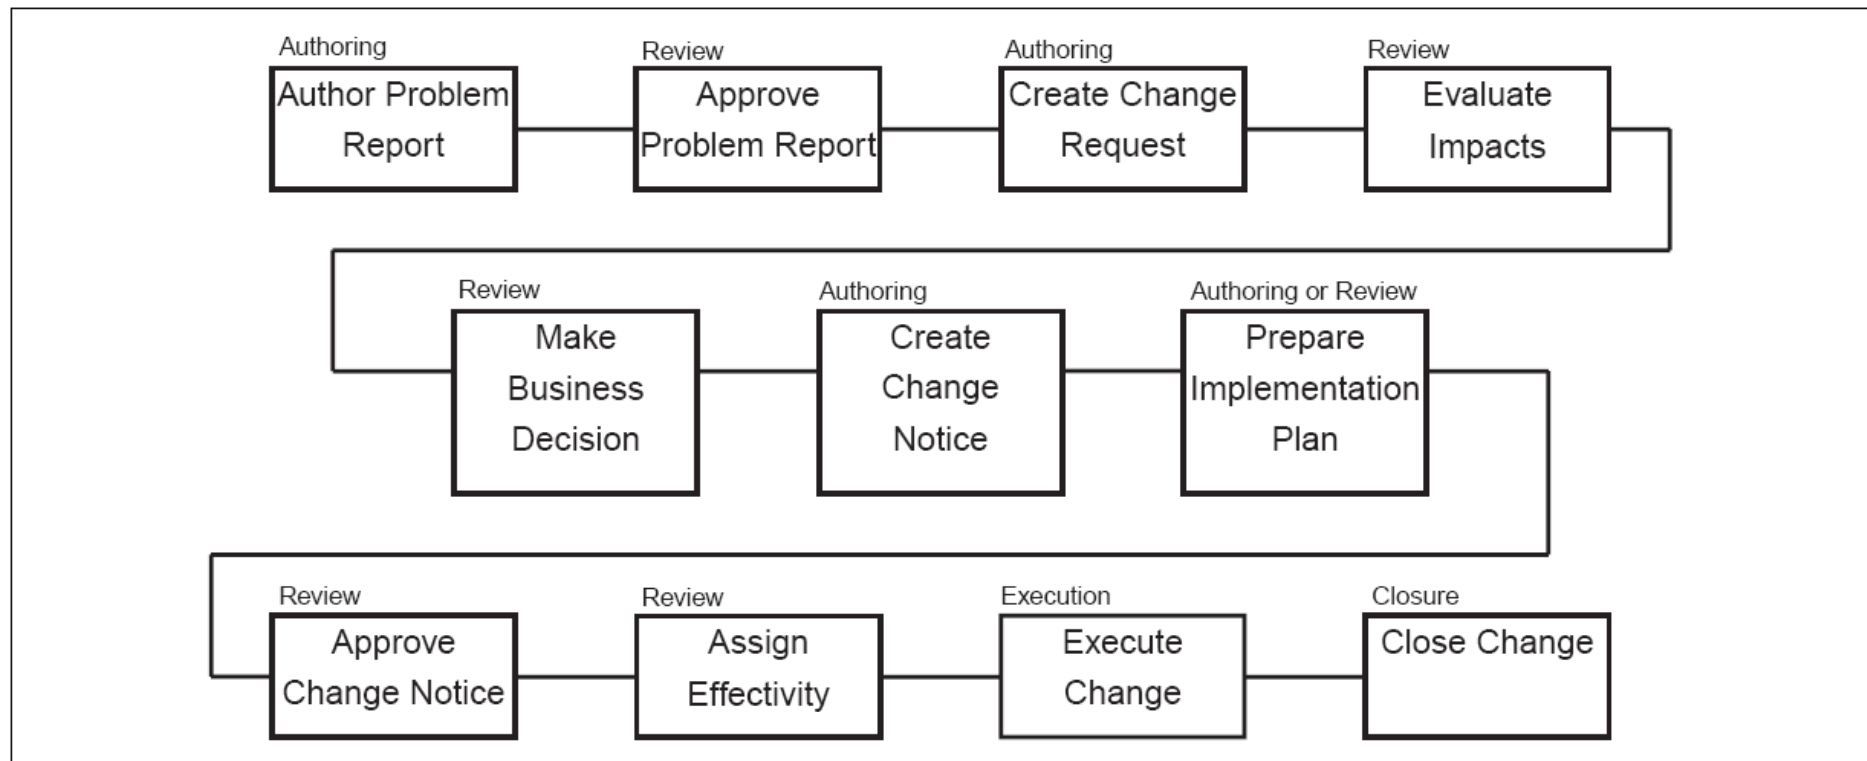 Authoring
Author Problem
Report
Review
Approve
Problem Report
Authoring
Create Change
Request
Review
Evaluate
Impacts
Review
Make
Business
Decision
Authoring
Create
Change
Notice
Authoring or Review
Prepare
Implementation
Plan
Review
Approve
Change Notice
Review
Assign
Effectivity
Execution
Execute
Change
Closure
Close Change